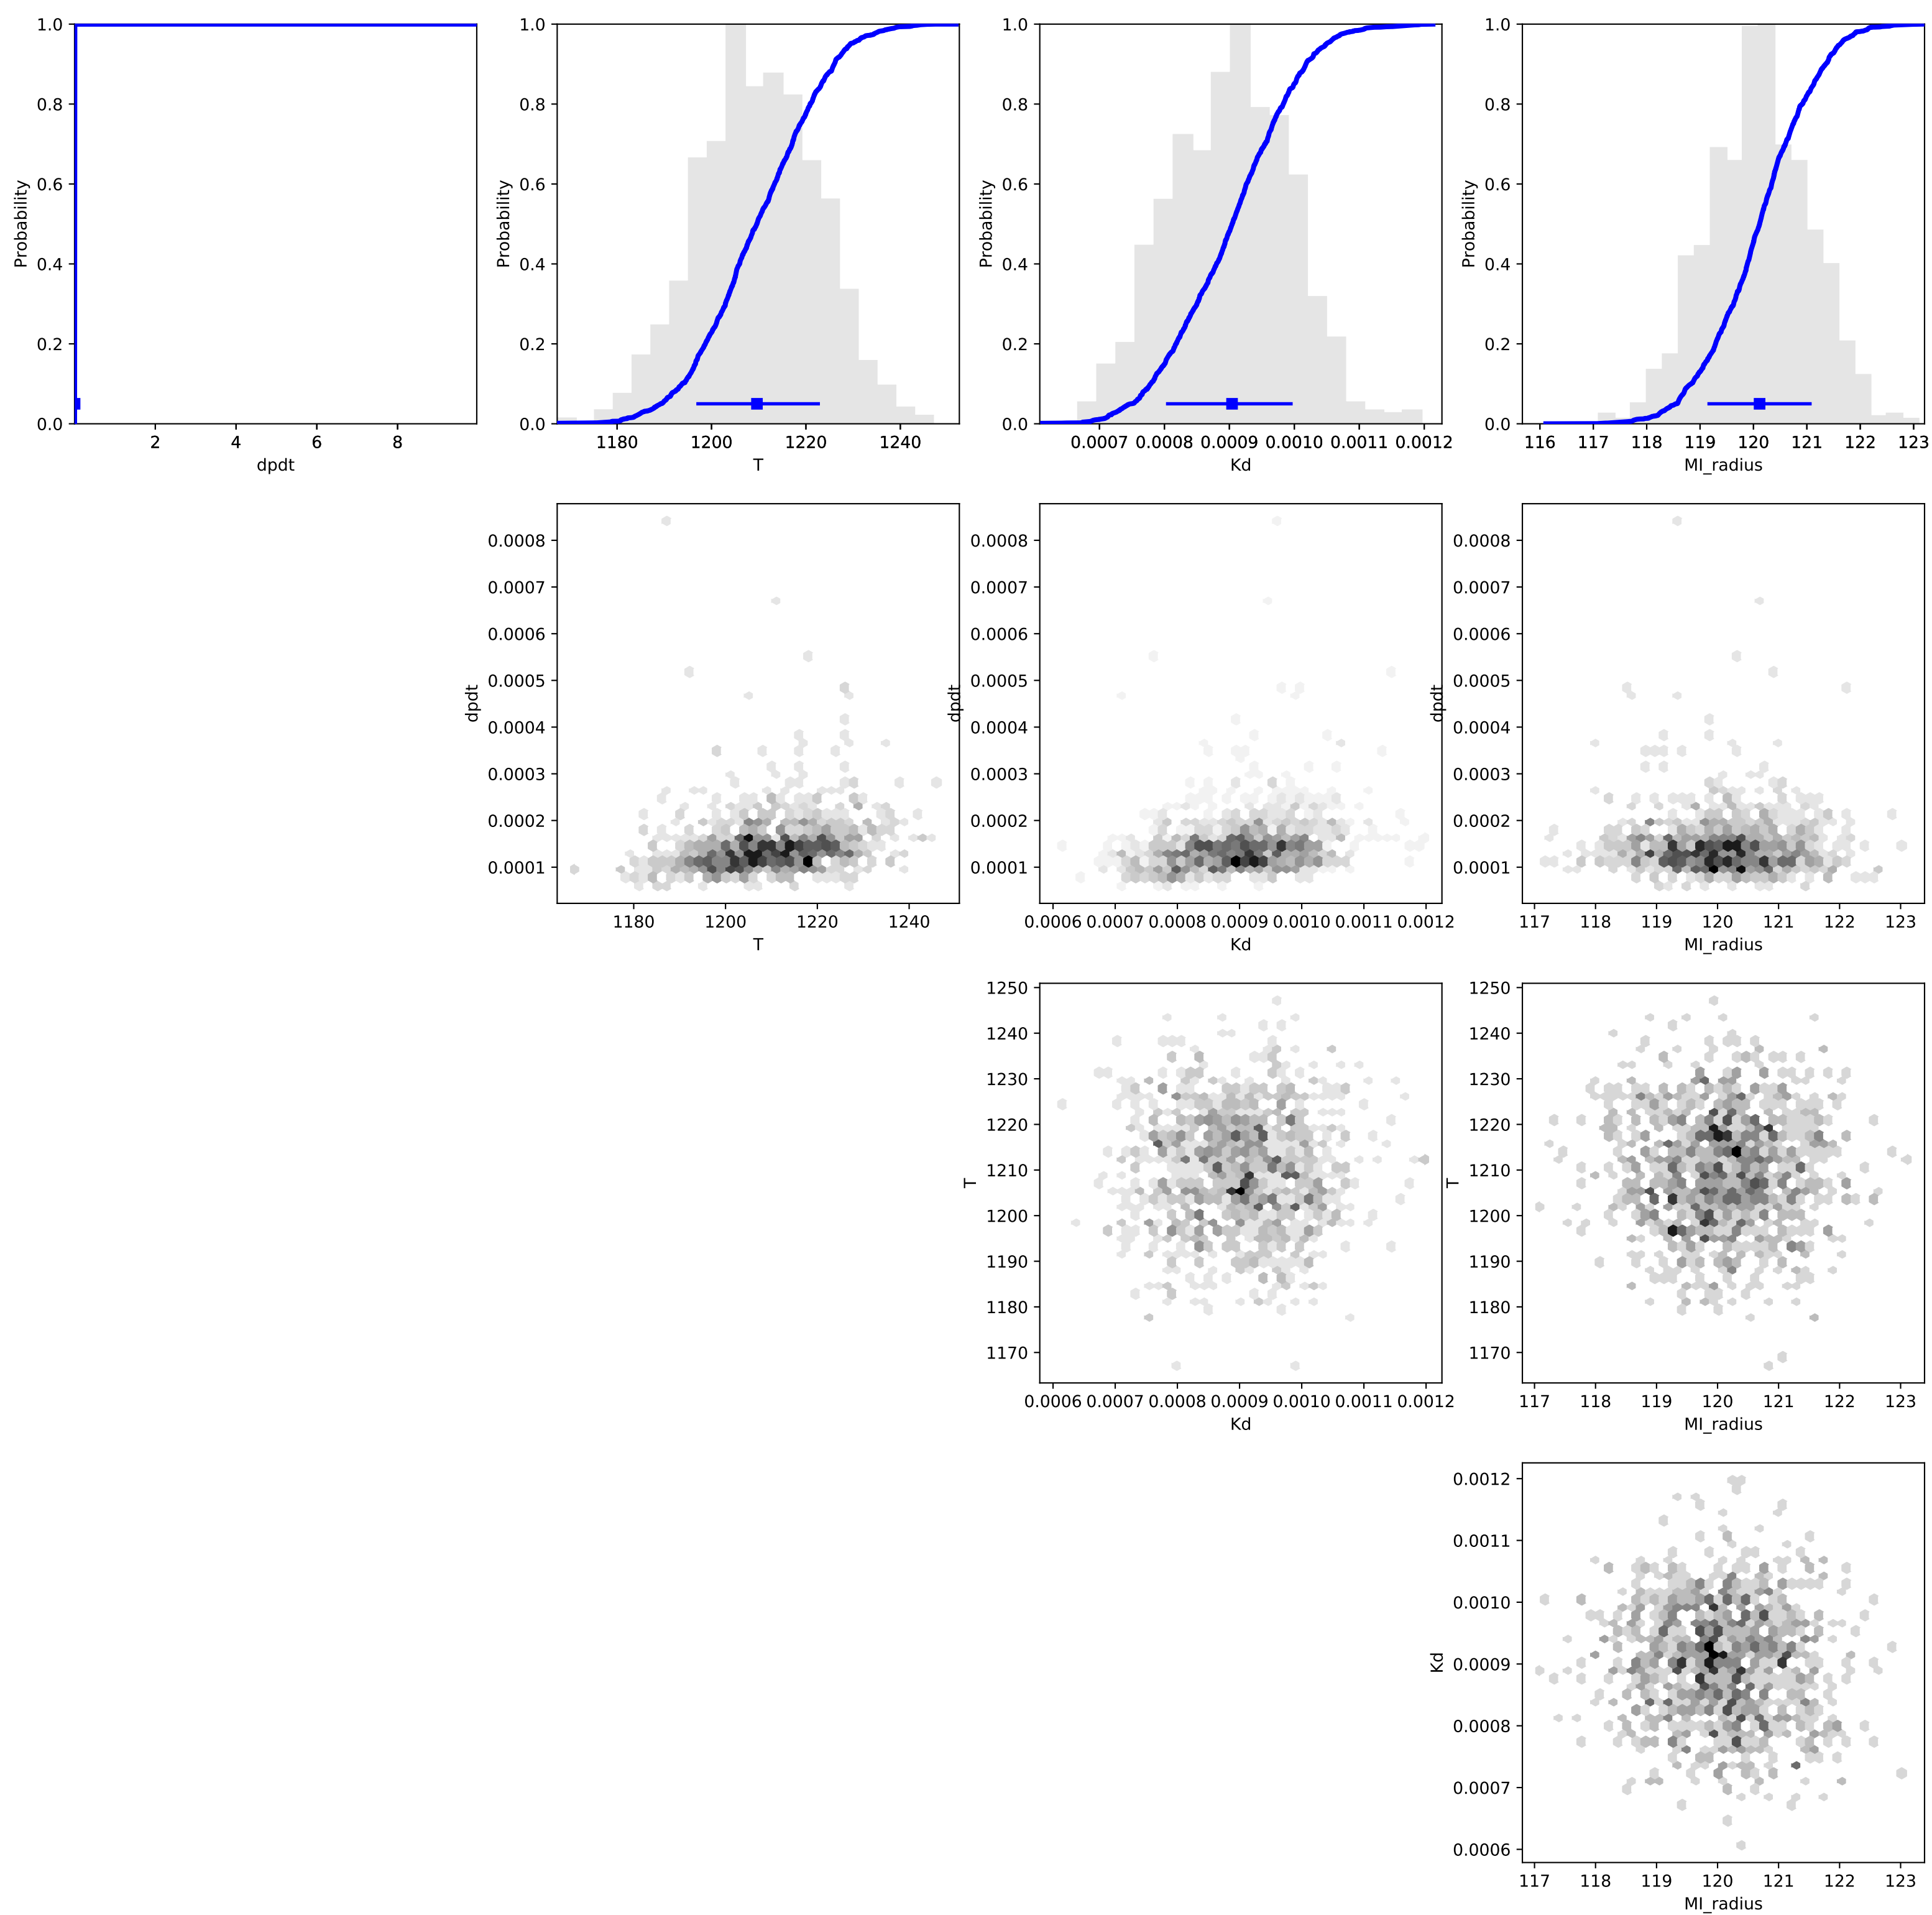 1.0 1.0 1.0 1.0
0.8 0.8 0.8 0.8
0.6 0.6 0.6 0.6
Probability Probability Probability Probability
0.4 0.4 0.4 0.4
0.2 0.2 0.2 0.2
0.0 0.0 0.0 0.0
2 4 6 8 1180 1200 1220 1240 0.0007 0.0008 0.0009 0.0010 0.0011 0.0012 116 117 118 119 120 121 122 123
dpdt T Kd MI_radius
0.0008 0.0008 0.0008
0.0007 0.0007 0.0007
0.0006 0.0006 0.0006
0.0005 0.0005 0.0005
dpdt dpdt dpdt
0.0004 0.0004 0.0004
0.0003 0.0003 0.0003
0.0002 0.0002 0.0002
0.0001 0.0001 0.0001
1180 1200 1220 1240 0.0006 0.0007 0.0008 0.0009 0.0010 0.0011 0.0012 117 118 119 120 121 122 123
T Kd MI_radius
1250 1250
1240 1240
1230 1230
1220 1220
1210 1210
T T
1200 1200
1190 1190
1180 1180
1170 1170
0.0006 0.0007 0.0008 0.0009 0.0010 0.0011 0.0012 117 118 119 120 121 122 123
Kd MI_radius
0.0012
0.0011
0.0010
Kd
0.0009
0.0008
0.0007
0.0006
117 118 119 120 121 122 123
MI_radius